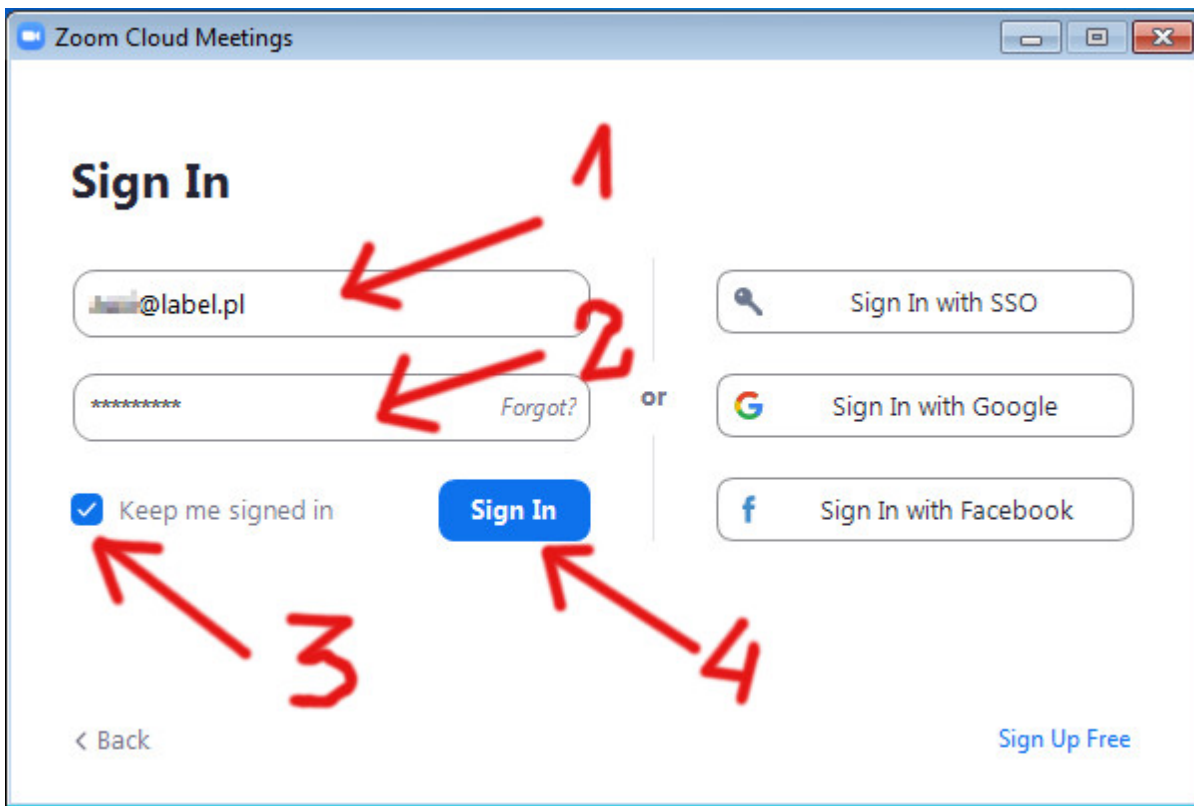 Zoom Cloud Meetings
1
Sign In
@label.pl
2
********* Forgot?
Keep me signed in
Sign In
3
4
or
Sign In with SSO
Sign In with Google
Sign In with Facebook
< Back
Sign Up Free